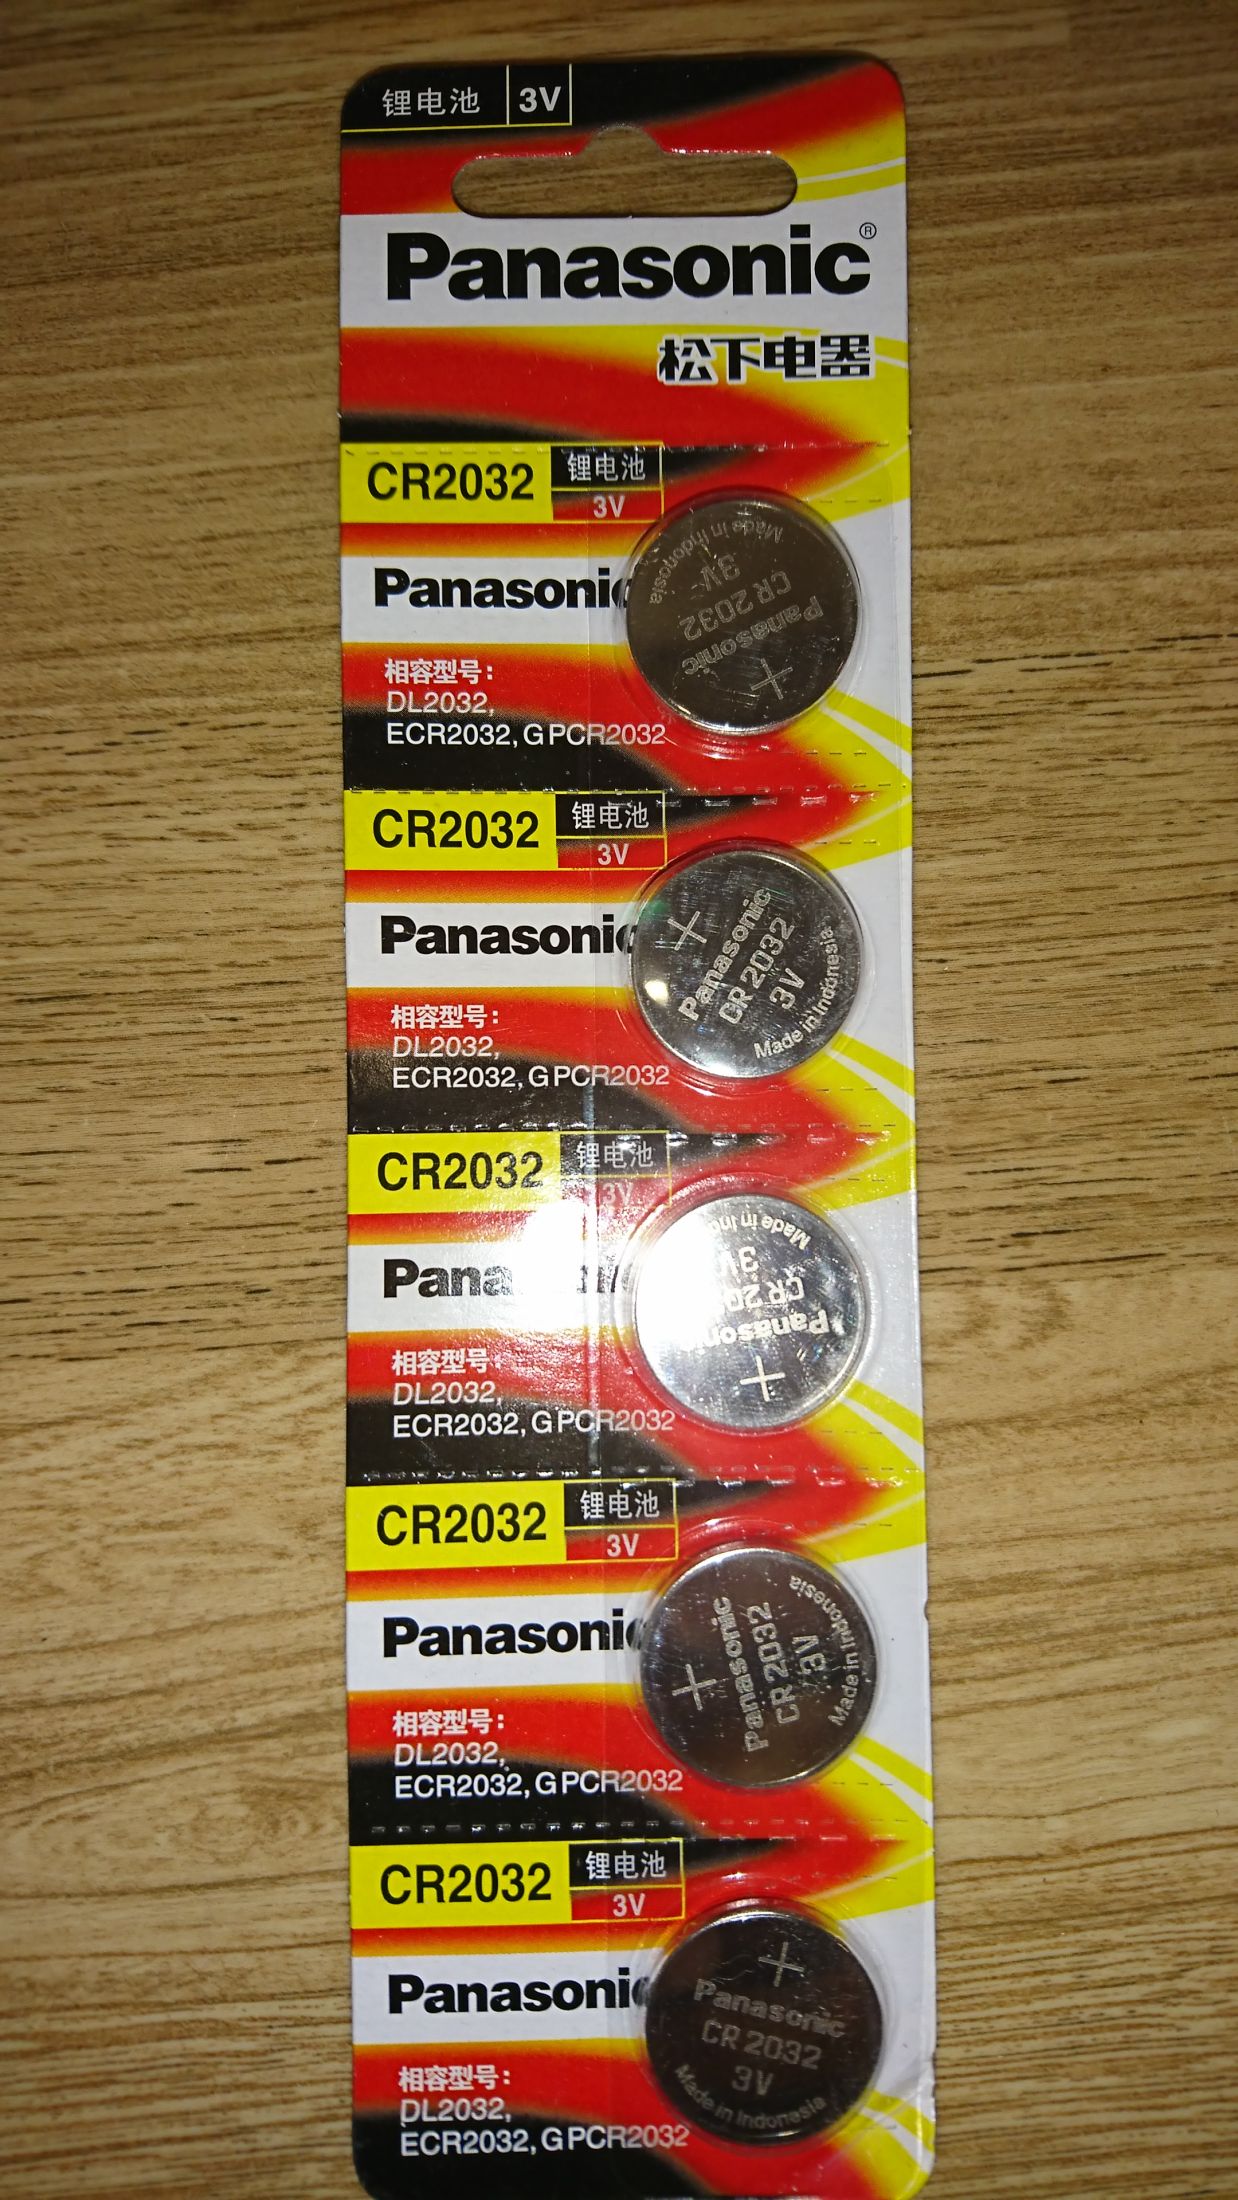 锂电池 3V
Panasonic®
松下电器
CR2032 锂电池 3V
Panasonic
相容型号:
DL2032,
ECR2032, GPCR2032
Made in Indonesia
3V
CR 2032
Panasonic
+
CR2032 锂电池 3V
Panasonic
相容型号:
DL2032,
ECR2032, GPCR2032
+
Panasonic
CR 2032
3V
Made in Indonesia
CR2032 锂电池 3V
Pana
相容型号:
DL2032,
ECR2032, GPCR2032
Made in
3V
CR
Panasonic
+
CR2032 锂电池 3V
Panasonic
相容型号:
DL2032,
ECR2032, GPCR2032
+
Panasonic
CR 2032
3V
Made in Indonesia
CR2032 锂电池 3V
Panasonic
相容型号:
DL2032,
ECR2032, GPCR2032
+
Panasonic
CR 2032
3V
Made in Indonesia